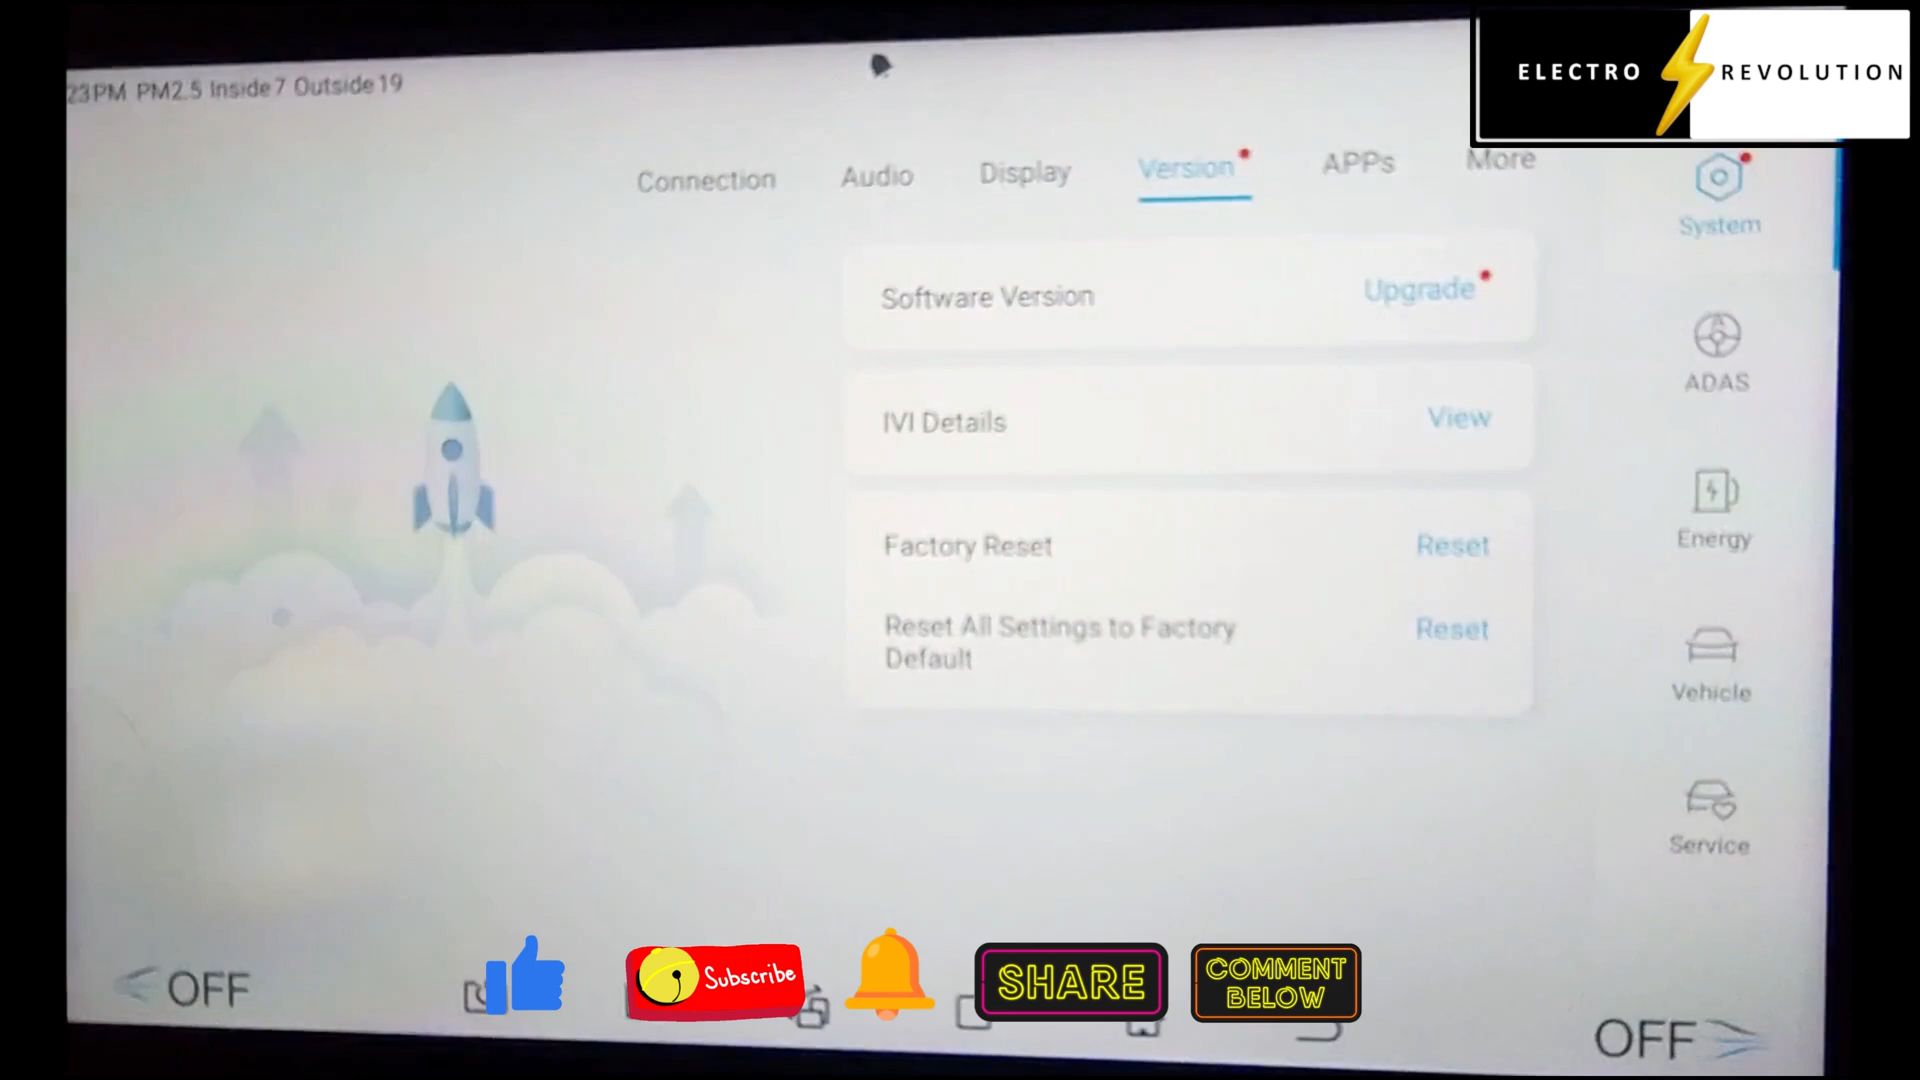 23PM PM2.5 Inside 7 Outside 19
ELECTRO REVOLUTION
Connection Audio Display Version APPs More
System
Software Version Upgrade
ADAS
IVI Details View
Energy
Factory Reset Reset
Reset All Settings to Factory Reset
Default
Vehicle
Service
OFF
Subscribe
SHARE
COMMENT
BELOW
OFF